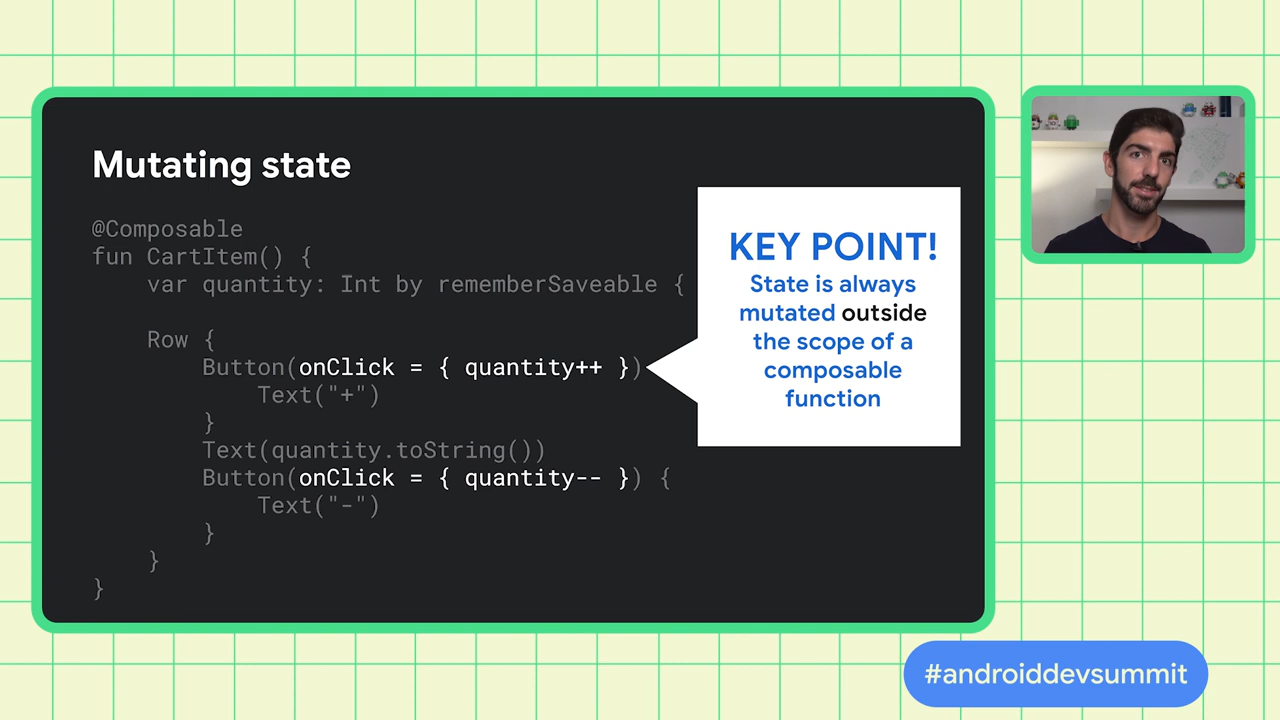 Mutating state
@Composable
fun CartItem() {
    var quantity: Int by rememberSaveable {
    Row {
        Button(onClick = { quantity++ })
            Text("+")
        }
        Text(quantity.toString())
        Button(onClick = { quantity-- }) {
            Text("-")
        }
    }
}
KEY POINT!
State is always
mutated outside
the scope of a
composable
function
#androiddevsummit